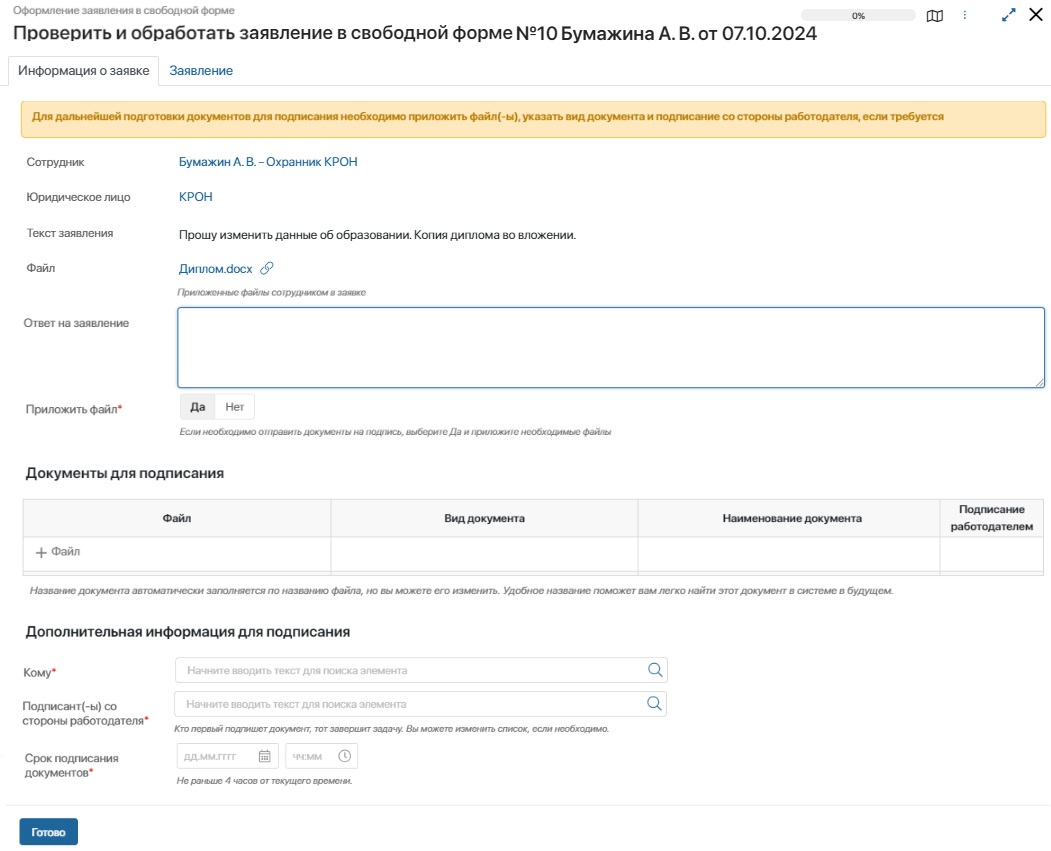 Оформление заявления в свободной форме
0%
Проверить и обработать заявление в свободной форме №10 Бумажина А. В. от 07.10.2024
Информация о заявке Заявление
Для дальнейшей подготовки документов для подписания необходимо приложить файл(-ы), указать вид документа и подписание со стороны работодателя, если требуется
Сотрудник Бумажин А. В. – Охранник КРОН
Юридическое лицо КРОН
Текст заявления Прошу изменить данные об образовании. Копия диплома во вложении.
Файл Диплом.docx
Приложенные файлы сотрудником в заявке
Ответ на заявление
Приложить файл* Да Нет
Если необходимо отправить документы на подпись, выберите Да и приложите необходимые файлы
Документы для подписания
Файл Вид документа Наименование документа Подписание
работодателем
+ Файл
Название документа автоматически заполняется по названию файла, но вы можете его изменить. Удобное название поможет вам легко найти этот документ в системе в будущем.
Дополнительная информация для подписания
Кому* Начните вводить текст для поиска элемента
Подписант(-ы) со
стороны работодателя* Начните вводить текст для поиска элемента
Кто первый подпишет документ, тот завершит задачу. Вы можете изменить список, если необходимо.
Срок подписания
документов* дд.мм.гггг чч:мм
Не раньше 4 часов от текущего времени.
Готово